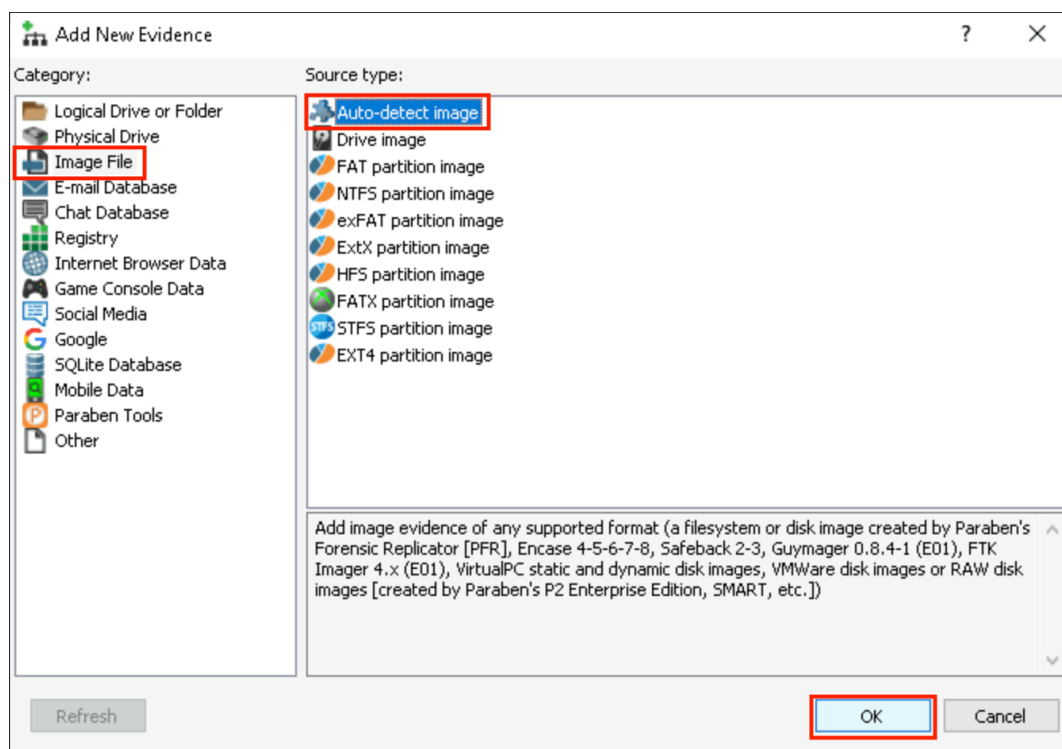 Add New Evidence
?
Category:
Source type:
Logical Drive or Folder
Physical Drive
Image File
E-mail Database
Chat Database
Registry
Internet Browser Data
Game Console Data
Social Media
Google
SQLite Database
Mobile Data
Paraben Tools
Other
Auto-detect image
Drive image
FAT partition image
NTFS partition image
exFAT partition image
ExtX partition image
HFS partition image
FATX partition image
STFS partition image
EXT4 partition image
Add image evidence of any supported format (a filesystem or disk image created by Paraben's
Forensic Replicator [PFR], Encase 4-5-6-7-8, Safeback 2-3, Guymager 0.8.4-1 (E01), FTK
Imager 4.x (E01), VirtualPC static and dynamic disk images, VMWare disk images or RAW disk
images [created by Paraben's P2 Enterprise Edition, SMART, etc.])
Refresh
OK
Cancel